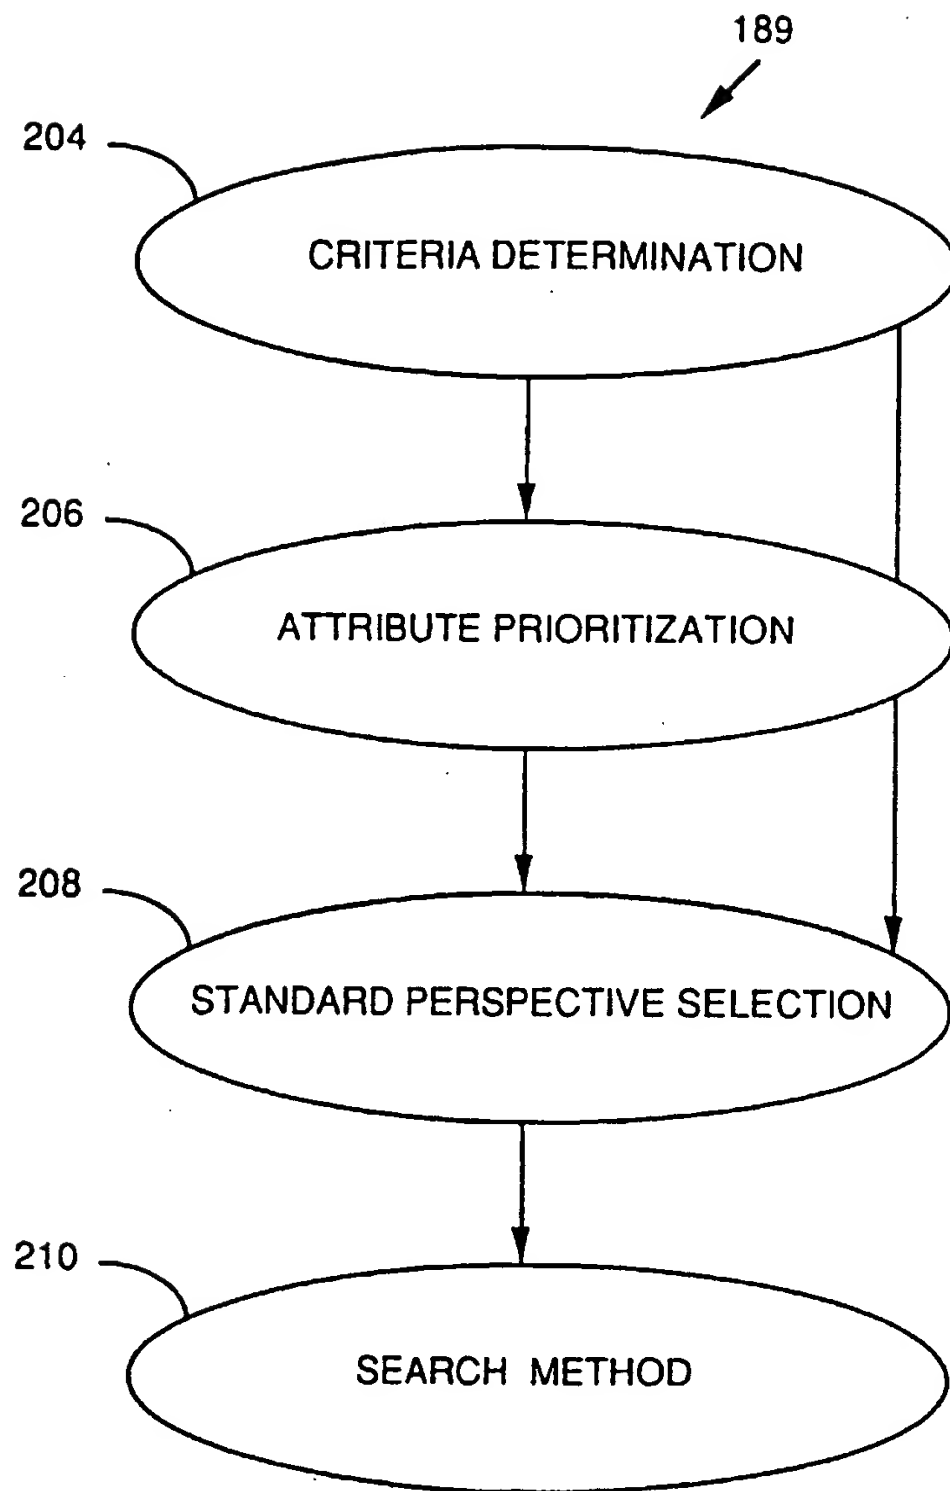 189
204
CRITERIA DETERMINATION
206
ATTRIBUTE PRIORITIZATION
208
STANDARD PERSPECTIVE SELECTION
210
SEARCH METHOD